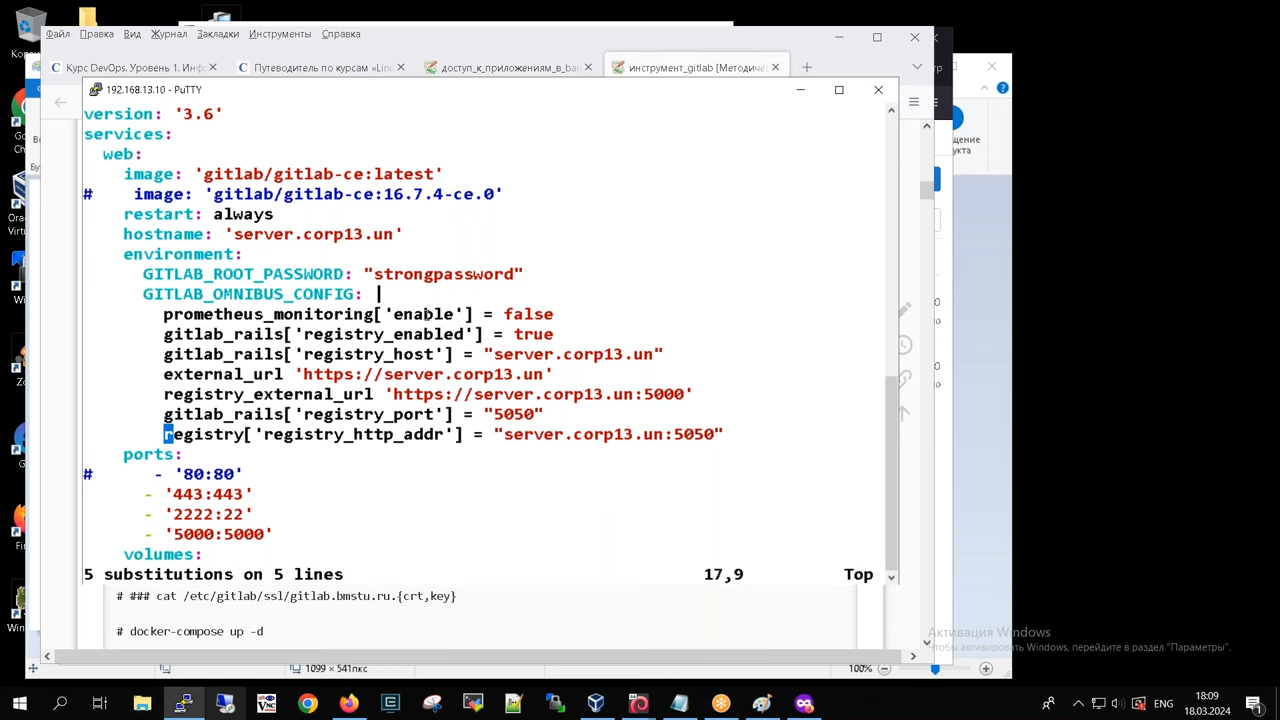 Файл Правка Вид Журнал Закладки Инструменты Справка
Курс DevOps. Уровень 1. Инфр
Путеводитель по курсам «Linu
доступ_к_приложениям_в_bar
инструмент_gitlab [Методичес
192.168.13.10 - PuTTY
version: '3.6'
services:
  web:
    image: 'gitlab/gitlab-ce:latest'
#    image: 'gitlab/gitlab-ce:16.7.4-ce.0'
    restart: always
    hostname: 'server.corp13.un'
    environment:
      GITLAB_ROOT_PASSWORD: "strongpassword"
      GITLAB_OMNIBUS_CONFIG: |
        prometheus_monitoring['enable'] = false
        gitlab_rails['registry_enabled'] = true
        gitlab_rails['registry_host'] = "server.corp13.un"
        external_url 'https://server.corp13.un'
        registry_external_url 'https://server.corp13.un:5000'
        gitlab_rails['registry_port'] = "5050"
        registry['registry_http_addr'] = "server.corp13.un:5050"
    ports:
#      - '80:80'
      - '443:443'
      - '2222:22'
      - '5000:5000'
    volumes:
5 substitutions on 5 lines 17,9 Top
# ### cat /etc/gitlab/ssl/gitlab.bmstu.ru.{crt,key}
# docker-compose up -d
1099 × 541пкс
100%
Активация Windows
Чтобы активировать Windows, перейдите в раздел "Параметры".
ENG
18:09
18.03.2024